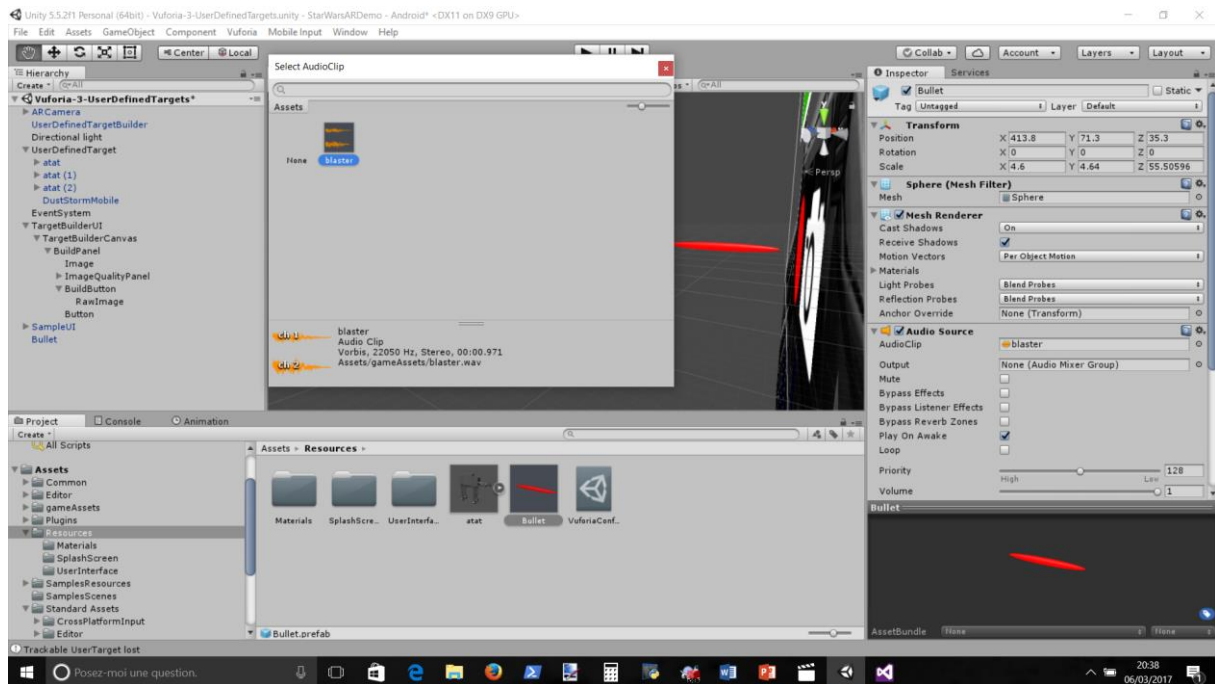 Unity 5.5.2f1 Personal (64bit) - Vuforia-3-UserDefinedTargets.unity - StarWarsARDemo - Android* <DX11 on DX9 GPU>
File Edit Assets GameObject Component Vuforia Mobile Input Window Help
Center Local
Collab Account Layers Layout
Hierarchy
Create All
Vuforia-3-UserDefinedTargets*
ARCamera
UserDefinedTargetBuilder
Directional light
UserDefinedTarget
atat
atat (1)
atat (2)
DustStormMobile
EventSystem
TargetBuilderUI
TargetBuilderCanvas
BuildPanel
Image
ImageQualityPanel
BuildButton
RawImage
Button
SampleUI
Bullet
Select AudioClip
Assets
None
blaster
ch 1
ch 2
blaster
Audio Clip
Vorbis, 22050 Hz, Stereo, 00:00.971
Assets/gameAssets/blaster.wav
All
Persp
Inspector Services
Bullet Static
Tag Untagged Layer Default
Transform
Position X 413.8 Y 71.3 Z 35.3
Rotation X 0 Y 0 Z 0
Scale X 4.6 Y 4.64 Z 55.50596
Sphere (Mesh Filter)
Mesh Sphere
Mesh Renderer
Cast Shadows On
Receive Shadows
Motion Vectors Per Object Motion
Materials
Light Probes Blend Probes
Reflection Probes Blend Probes
Anchor Override None (Transform)
Audio Source
AudioClip blaster
Output None (Audio Mixer Group)
Mute
Bypass Effects
Bypass Listener Effects
Bypass Reverb Zones
Play On Awake
Loop
Priority 128
High Low
Volume 1
Bullet
AssetBundle None None
Project Console Animation
Create
All Scripts
Assets
Common
Editor
gameAssets
Plugins
Resources
Materials
SplashScreen
UserInterface
SamplesResources
SamplesScenes
Standard Assets
CrossPlatformInput
Editor
Assets Resources
Materials SplashScre... UserInterfa... atat Bullet VuforiaConf...
Bullet.prefab
Trackable UserTarget lost
Posez-moi une question.
20:38
06/03/2017